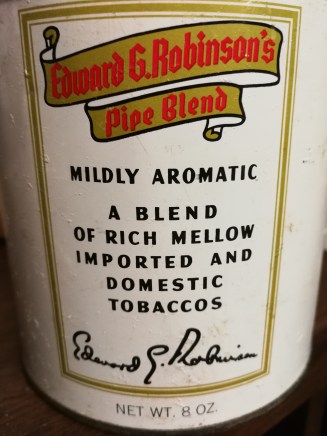 Edward G. Robinson's
Pipe Blend
MILDLY AROMATIC
A BLEND
OF RICH MELLOW
IMPORTED AND
DOMESTIC
TOBACCOS
Edward G. Robinson
NET WT. 8 OZ.